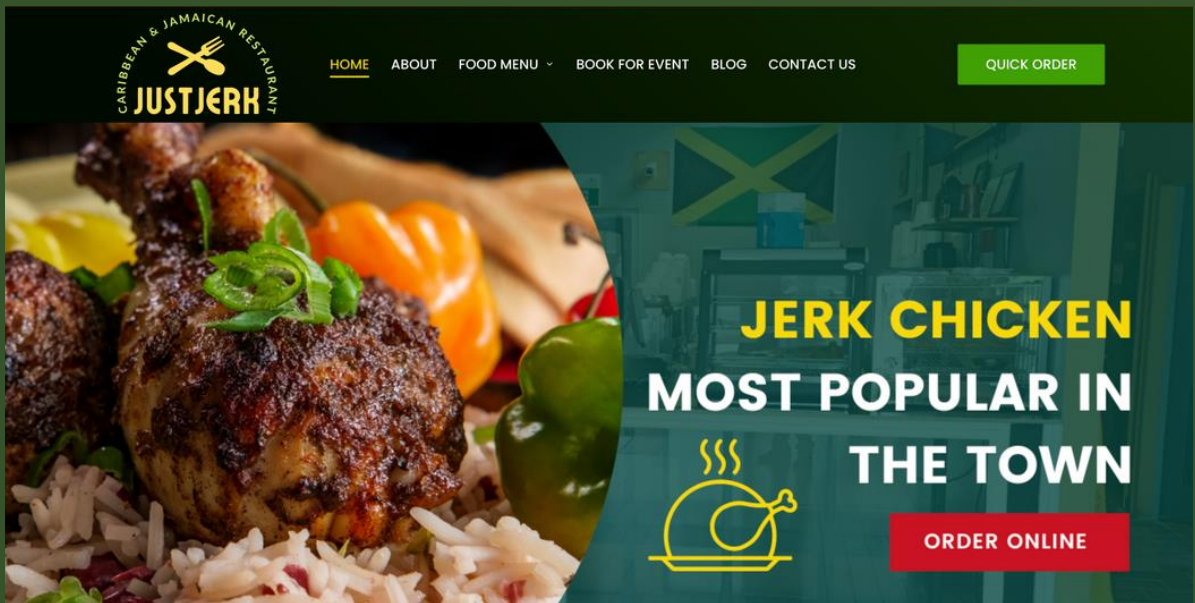 CARIBBEAN & JAMAICAN RESTAURANT
JUSTJERK
HOME ABOUT FOOD MENU BOOK FOR EVENT BLOG CONTACT US QUICK ORDER
JERK CHICKEN
MOST POPULAR IN
THE TOWN
ORDER ONLINE